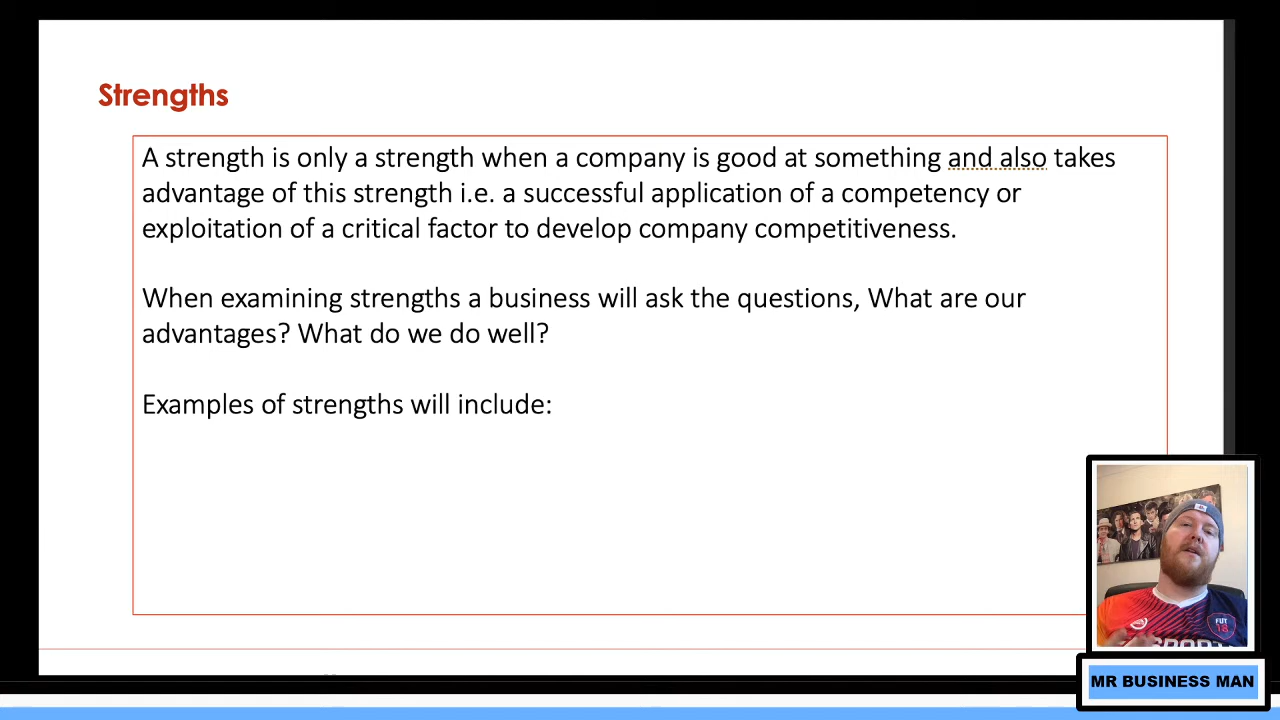 Strengths
A strength is only a strength when a company is good at something and also takes
advantage of this strength i.e. a successful application of a competency or
exploitation of a critical factor to develop company competitiveness.
When examining strengths a business will ask the questions, What are our
advantages? What do we do well?
Examples of strengths will include:
FUT
18
MR BUSINESS MAN